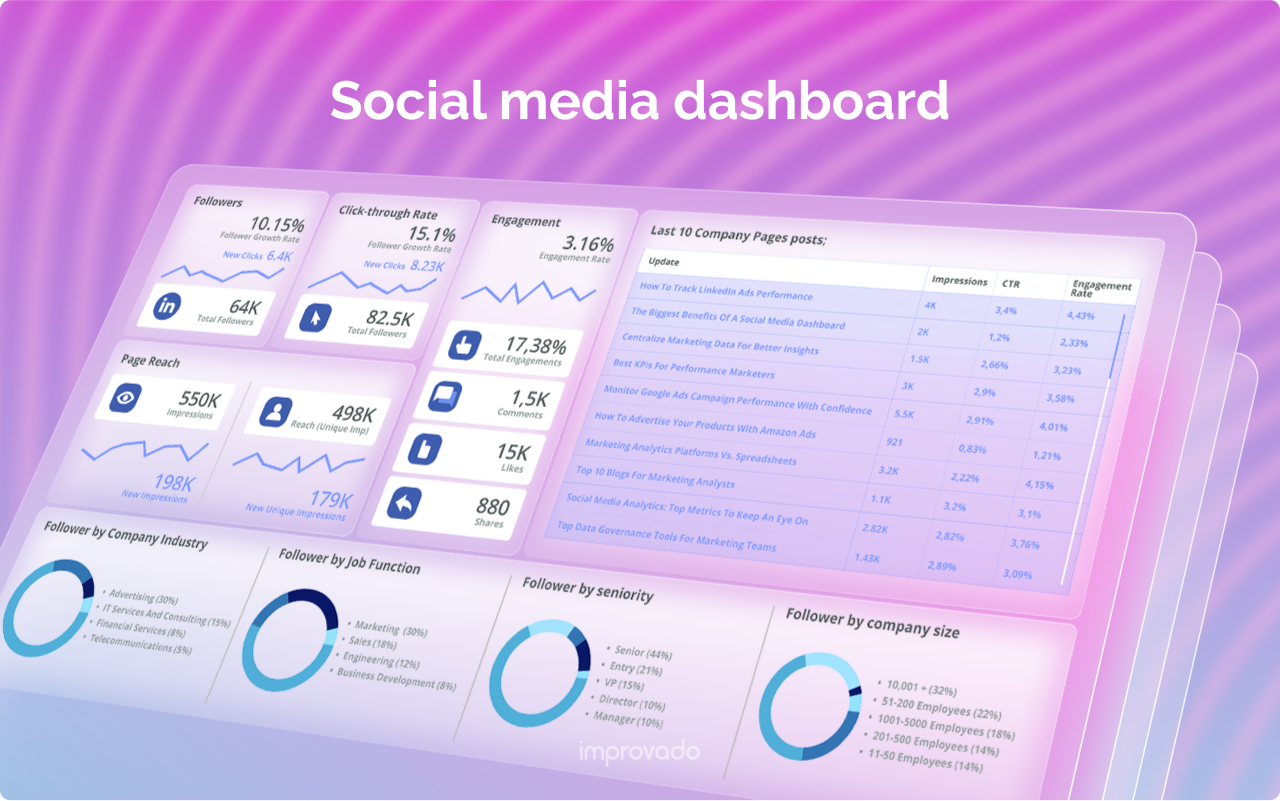 Social media dashboard
Followers
10.15%
Follower Growth Rate
New Clicks 6.4K
in
64K
Total Followers
Click-through Rate
15.1%
Follower Growth Rate
New Clicks 8.23K
82.5K
Total Followers
Engagement
3.16%
Engagement Rate
17,38%
Total Engagements
1,5K
Comments
15K
Likes
880
Shares
Page Reach
550K
Impressions
198K
New Impressions
498K
Reach (Unique Imp)
179K
New Unique Impressions
Last 10 Company Pages posts;
Update Impressions CTR Engagement Rate
How To Track LinkedIn Ads Performance 4K 3,4% 4,43%
The Biggest Benefits Of A Social Media Dashboard 2K 1,2% 2,33%
Centralize Marketing Data For Better Insights 1.5K 2,66% 3,23%
Best KPIs For Performance Marketers 3K 2,9% 3,58%
Monitor Google Ads Campaign Performance With Confidence 5.5K 2,91% 4,01%
How To Advertise Your Products With Amazon Ads 921 0,83% 1,21%
Marketing Analytics Platforms Vs. Spreadsheets 3.2K 2,22% 4,15%
Top 10 Blogs For Marketing Analysts 1.1K 3,2% 3,1%
Social Media Analytics: Top Metrics To Keep An Eye On 2.82K 2,82% 3,76%
Top Data Governance Tools For Marketing Teams 1.43K 2,89% 3,09%
Follower by Company Industry
• Advertising (30%)
• IT Services And Consulting (15%)
• Financial Services (8%)
• Telecommunications (5%)
Follower by Job Function
• Marketing (30%)
• Sales (18%)
• Engineering (12%)
• Business Development (8%)
Follower by seniority
• Senior (44%)
• Entry (21%)
• VP (15%)
• Director (10%)
• Manager (10%)
Follower by company size
• 10,001 + (32%)
• 51-200 Employees (22%)
• 1001-5000 Employees (18%)
• 201-500 Employees (14%)
• 11-50 Employees (14%)
improvado